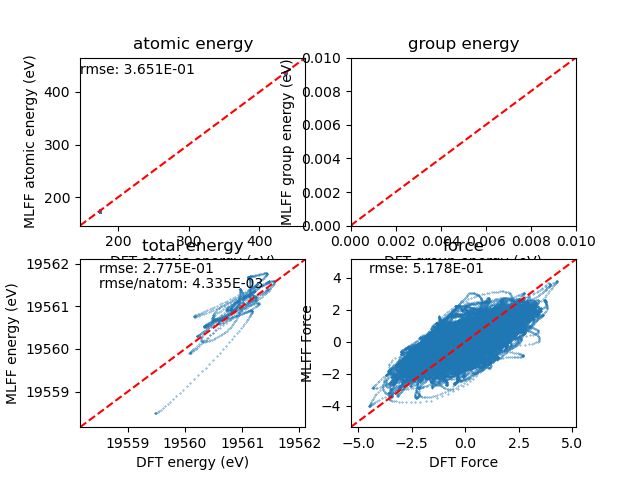 atomic energy
rmse: 3.651E-01
MLFF atomic energy (eV)
400
300
200
200
300
400
DFT atomic energy (eV)
group energy
MLFF group energy (eV)
0.010
0.008
0.006
0.004
0.002
0.000
0.000
0.002
0.004
0.006
0.008
0.010
DFT group energy (eV)
total energy
rmse: 2.775E-01
rmse/natom: 4.335E-03
MLFF energy (eV)
19562
19561
19560
19559
19559
19560
19561
19562
DFT energy (eV)
force
rmse: 5.178E-01
MLFF Force
4
2
0
−2
−4
−5.0
−2.5
0.0
2.5
5.0
DFT Force